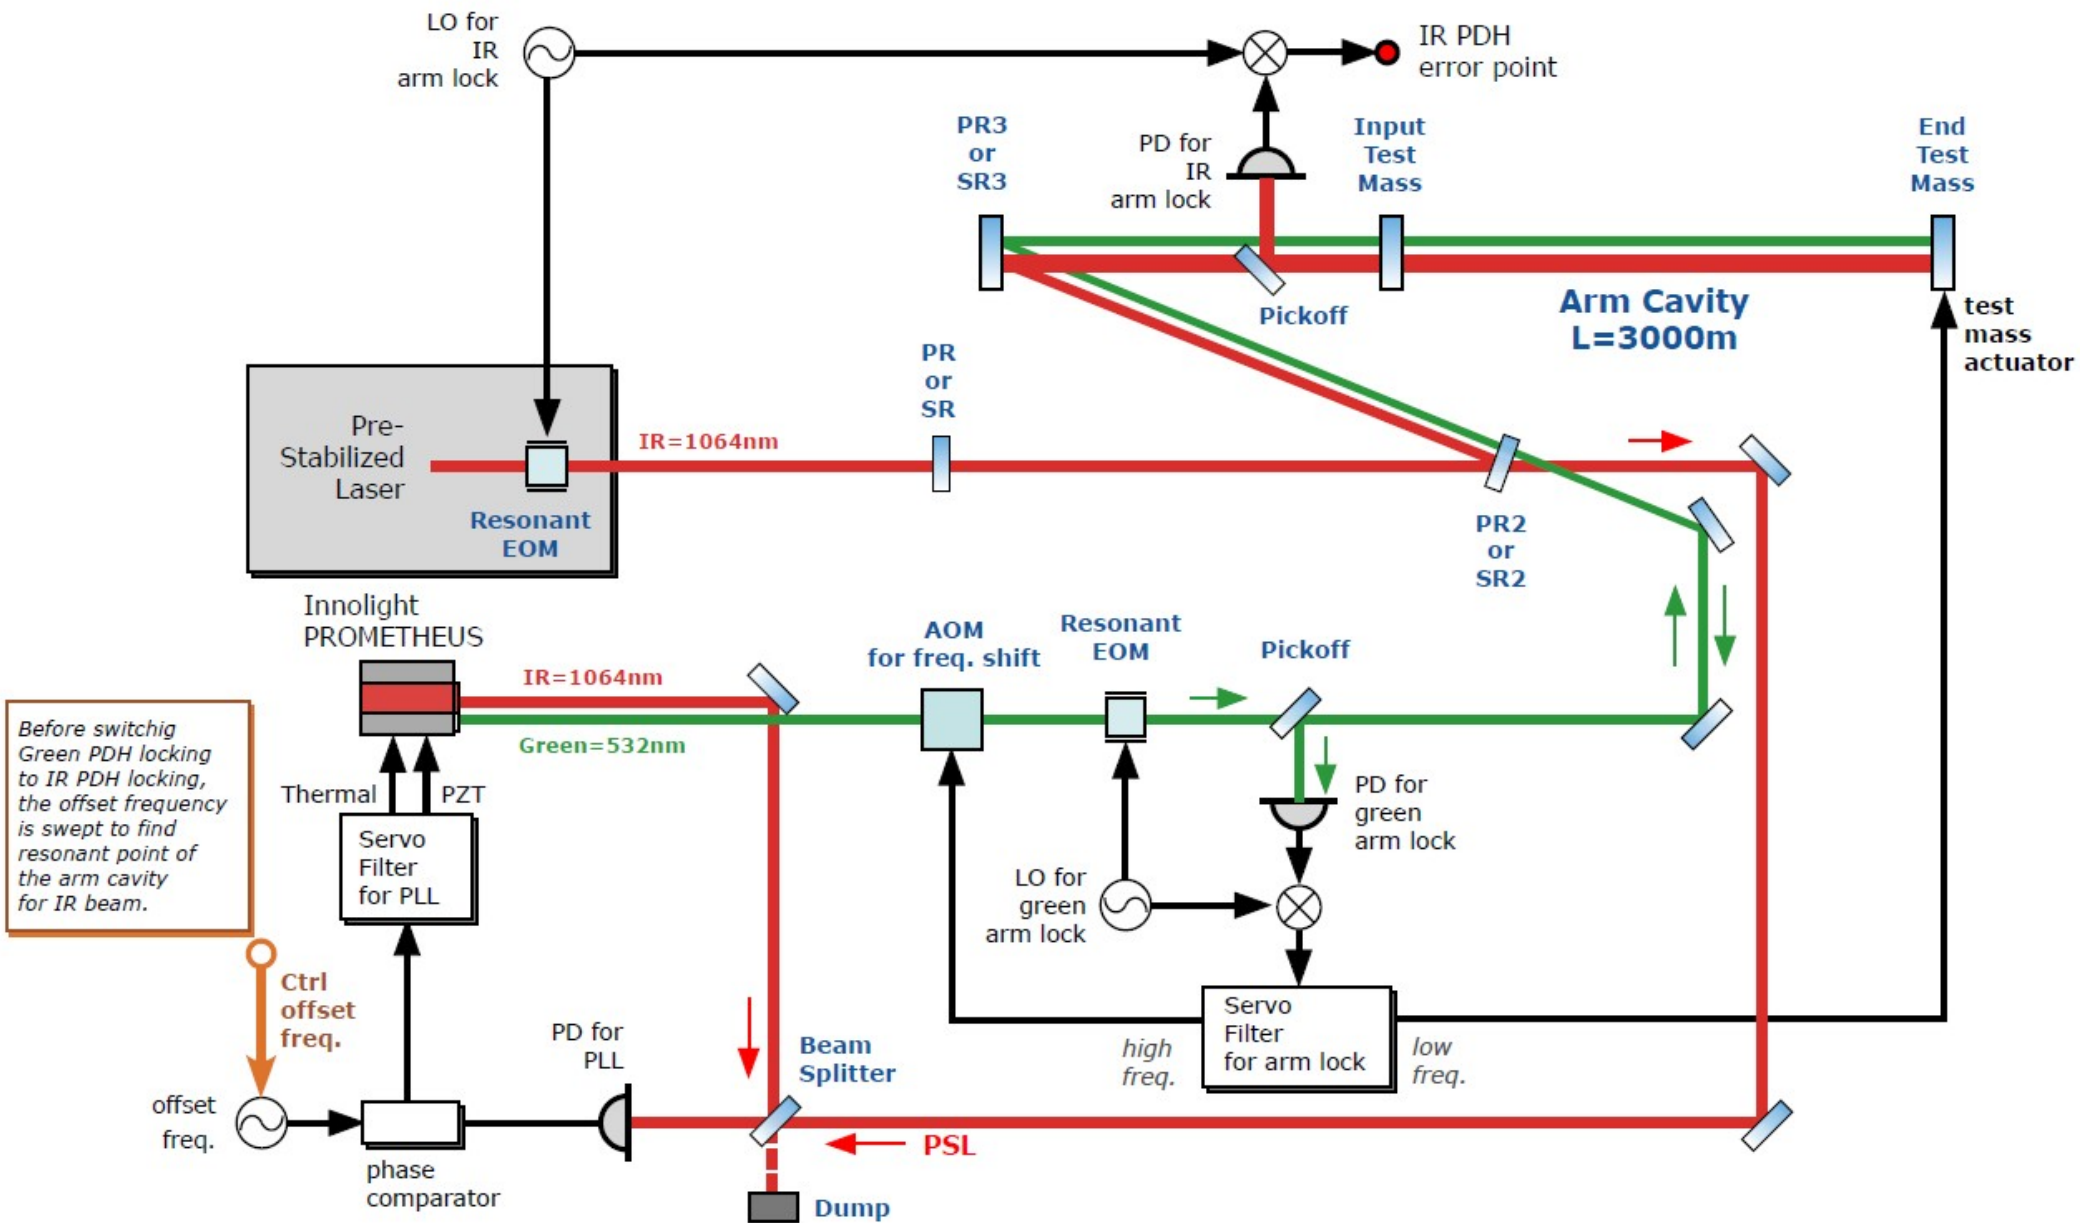 LO for
IR
arm lock
IR PDH
error point
PR3
or
SR3
PD for
IR
arm lock
Input
Test
Mass
End
Test
Mass
Pickoff
Arm Cavity
L=3000m
test
mass
actuator
PR
or
SR
Pre-
Stabilized
Laser
IR=1064nm
Resonant
EOM
PR2
or
SR2
Innolight
PROMETHEUS
AOM
for freq. shift
Resonant
EOM
Pickoff
IR=1064nm
Green=532nm
Before switchig
Green PDH locking
to IR PDH locking,
the offset frequency
is swept to find
resonant point of
the arm cavity
for IR beam.
Thermal
PZT
Servo
Filter
for PLL
PD for
green
arm lock
LO for
green
arm lock
Ctrl
offset
freq.
Servo
Filter
for arm lock
high
freq.
low
freq.
PD for
PLL
Beam
Splitter
offset
freq.
phase
comparator
PSL
Dump